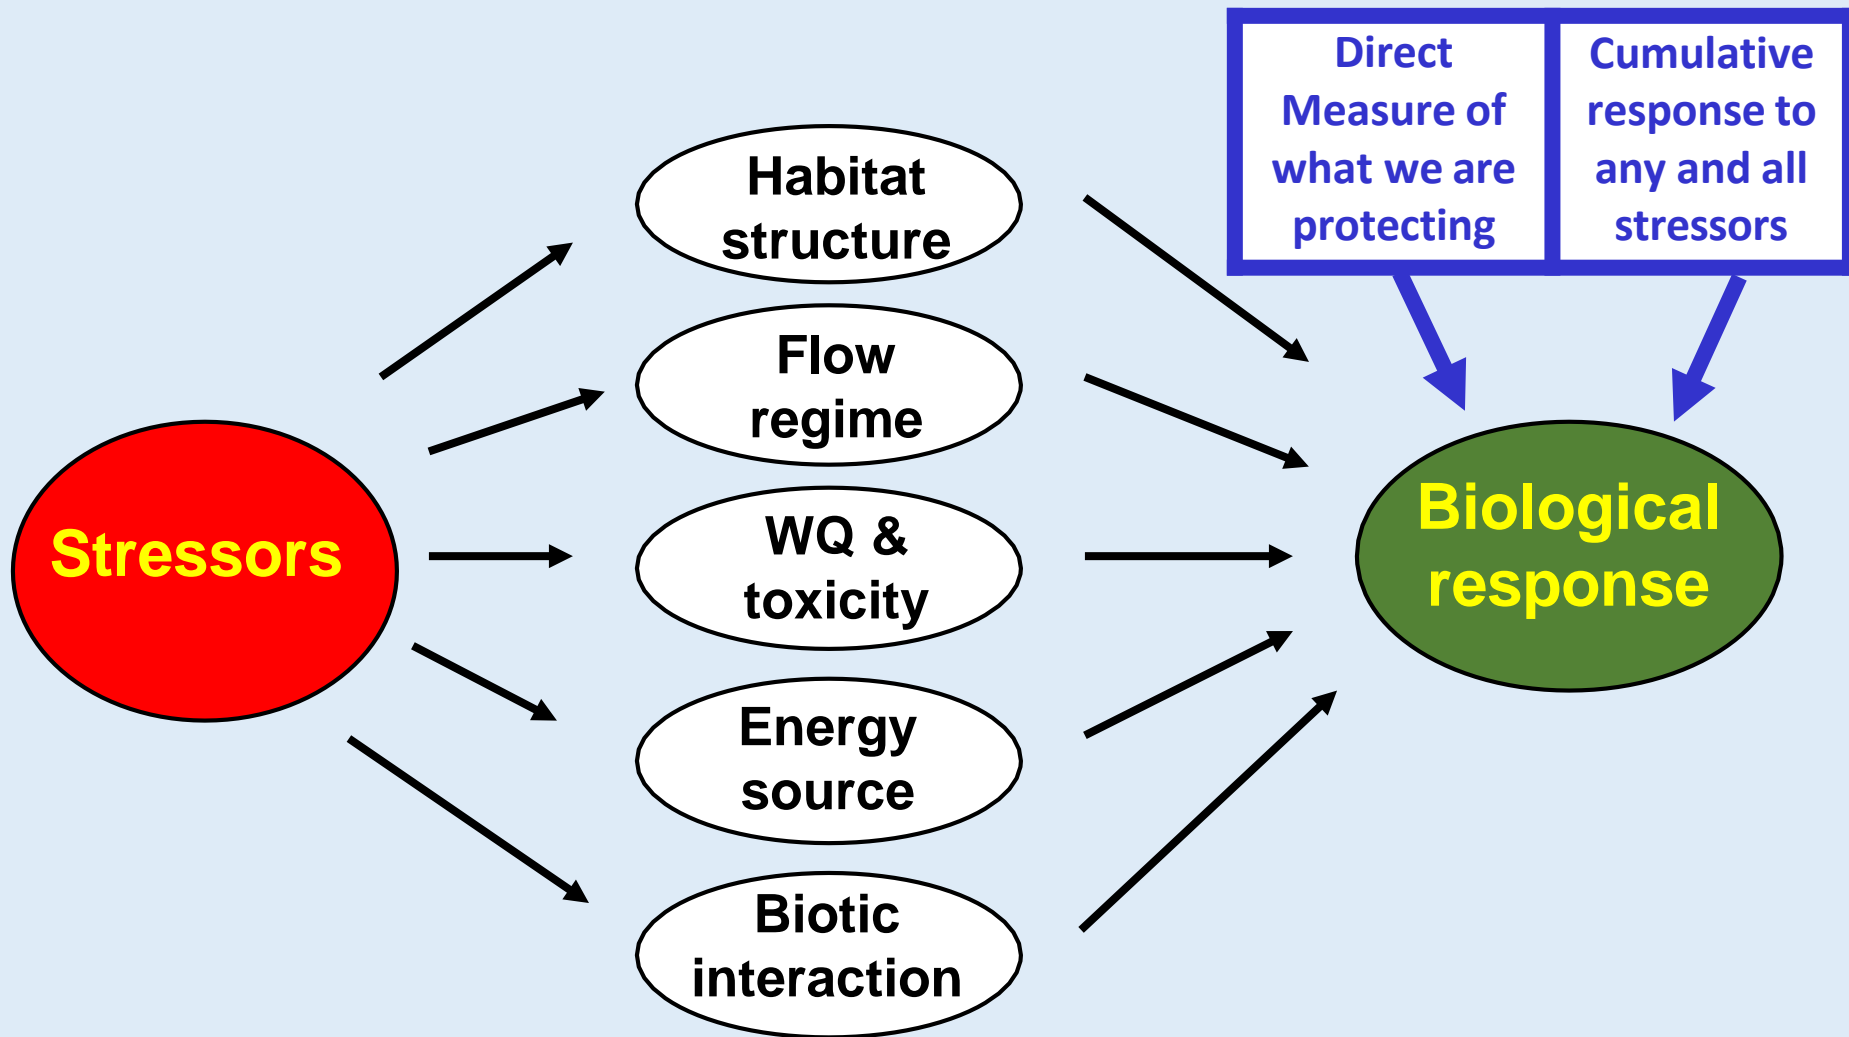 Direct
Measure of
what we are
protecting
Cumulative
response to
any and all
stressors
Habitat
structure
Flow
regime
Stressors
WQ &
toxicity
Biological
response
Energy
source
Biotic
interaction